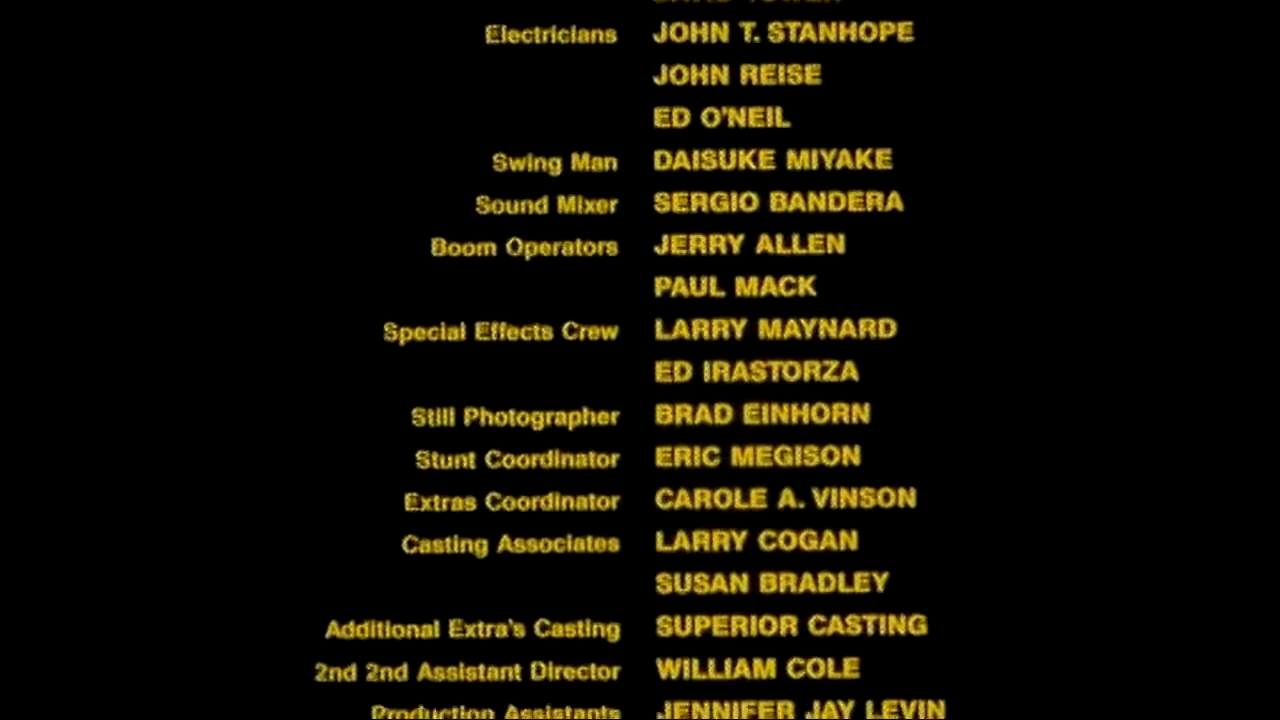 Electricians JOHN T. STANHOPE
JOHN REISE
ED O'NEIL
Swing Man DAISUKE MIYAKE
Sound Mixer SERGIO BANDERA
Boom Operators JERRY ALLEN
PAUL MACK
Special Effects Crew LARRY MAYNARD
ED IRASTORZA
Still Photographer BRAD EINHORN
Stunt Coordinator ERIC MEGISON
Extras Coordinator CAROLE A. VINSON
Casting Associates LARRY COGAN
SUSAN BRADLEY
Additional Extra's Casting SUPERIOR CASTING
2nd 2nd Assistant Director WILLIAM COLE
Production Assistants JENNIFER JAY LEVIN